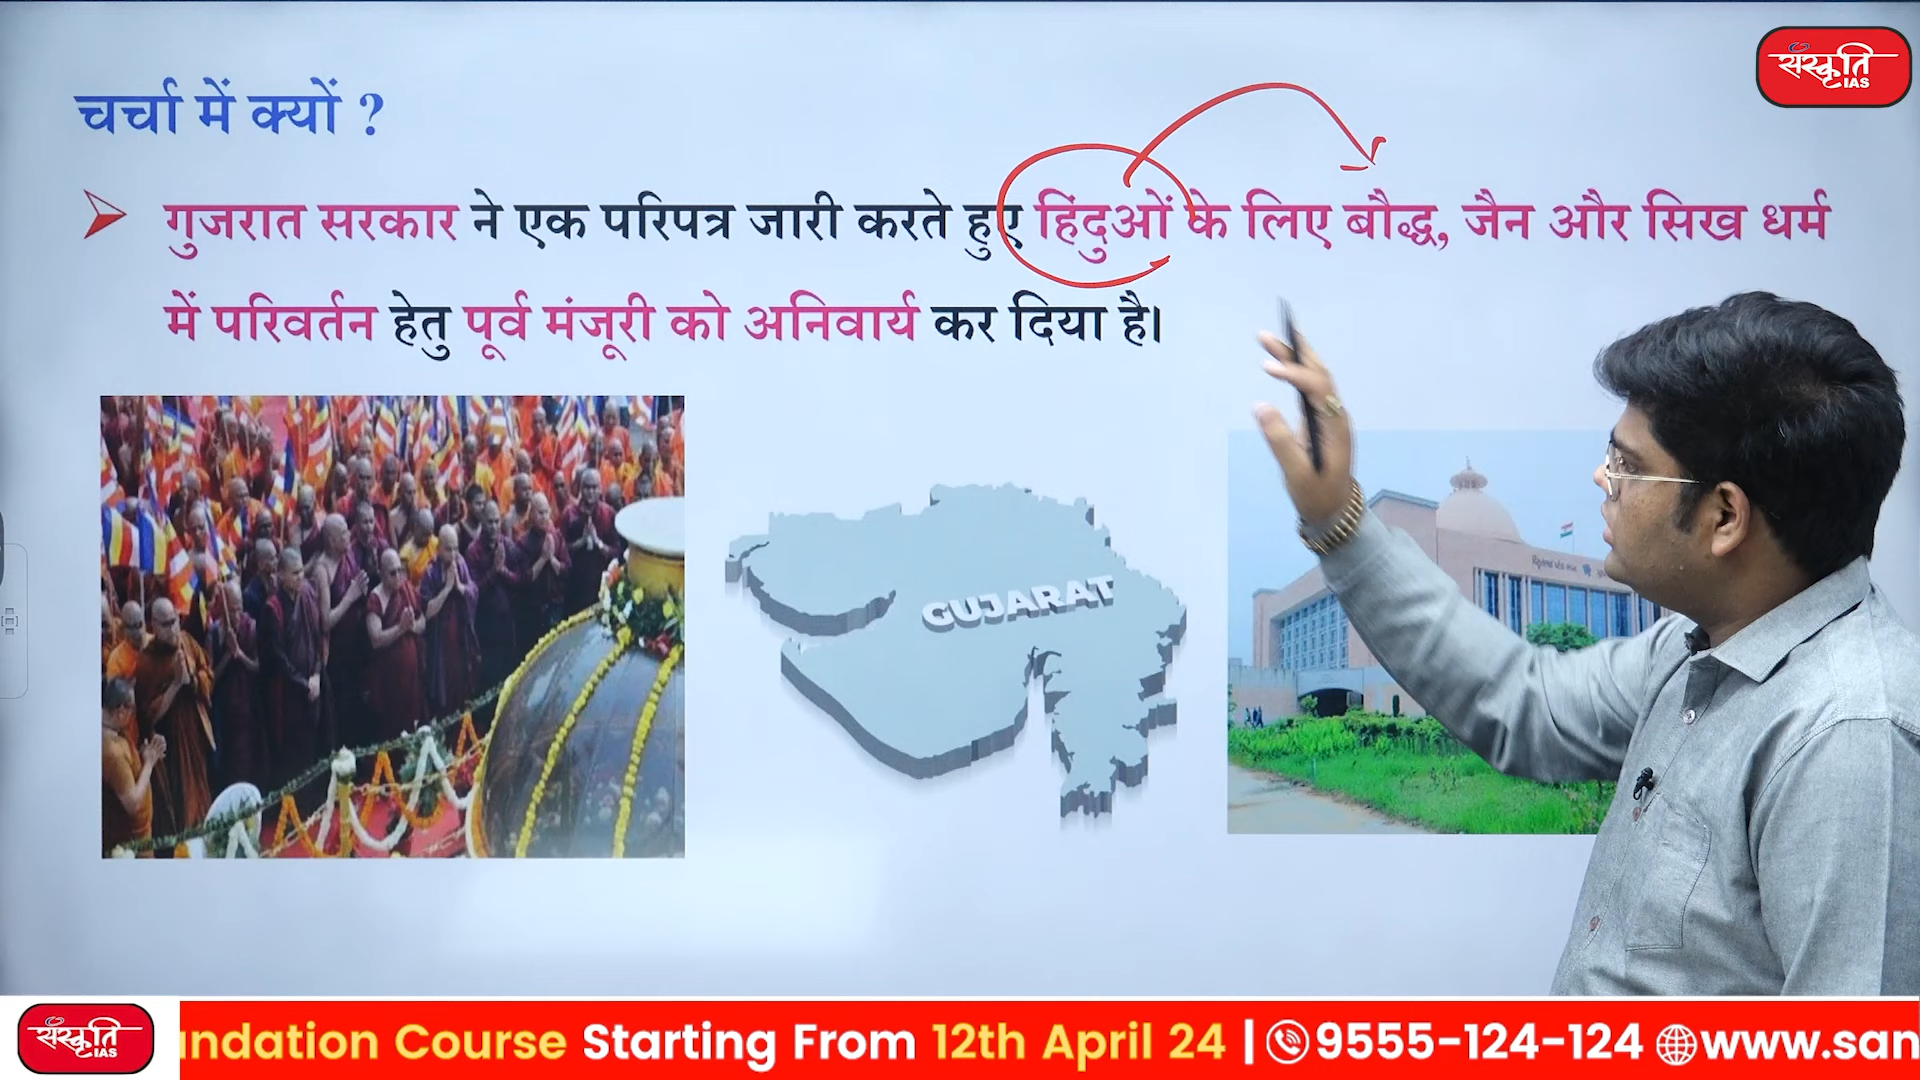 संस्कृति
IAS
चर्चा में क्यों ?
गुजरात सरकार ने एक परिपत्र जारी करते हुए हिंदुओं के लिए बौद्ध, जैन और सिख धर्म
में परिवर्तन हेतु पूर्व मंजूरी को अनिवार्य कर दिया है।
GUJARAT
संस्कृति
IAS
undation Course Starting From 12th April 24 | 9555-124-124 www.san